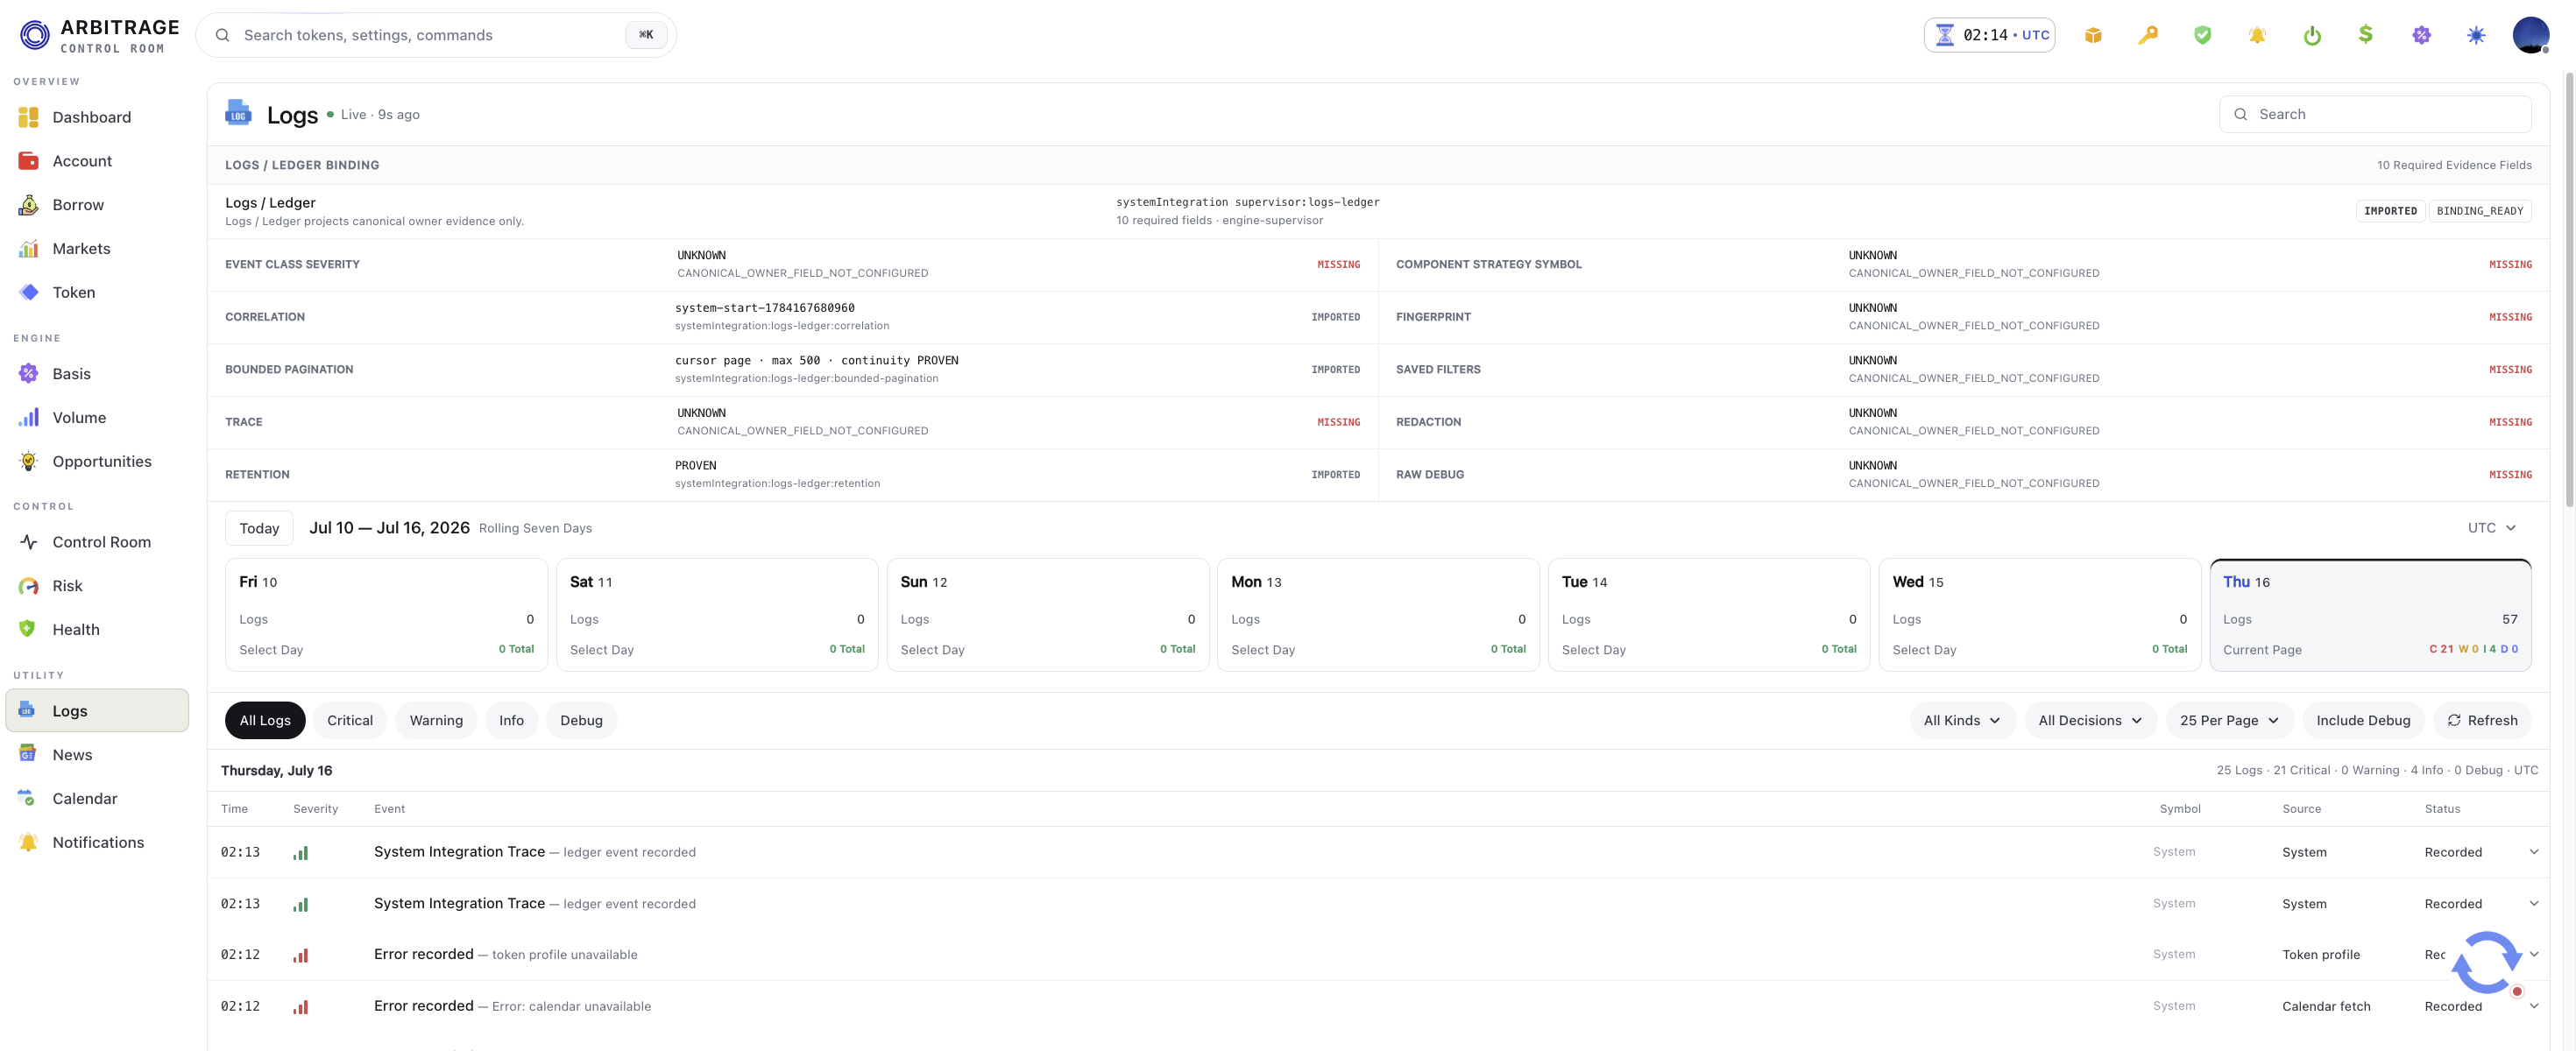 ARBITRAGE
CONTROL ROOM
Search tokens, settings, commands
⌘K
02:14 • UTC
OVERVIEW
Dashboard
Account
Borrow
Markets
Token
ENGINE
Basis
Volume
Opportunities
CONTROL
Control Room
Risk
Health
UTILITY
Logs
News
Calendar
Notifications
LOG
Logs
Live · 9s ago
Search
LOGS / LEDGER BINDING
10 Required Evidence Fields
Logs / Ledger
Logs / Ledger projects canonical owner evidence only.
systemIntegration supervisor:logs-ledger
10 required fields · engine-supervisor
IMPORTED
BINDING_READY
EVENT CLASS SEVERITY
UNKNOWN
CANONICAL_OWNER_FIELD_NOT_CONFIGURED
MISSING
COMPONENT STRATEGY SYMBOL
UNKNOWN
CANONICAL_OWNER_FIELD_NOT_CONFIGURED
MISSING
CORRELATION
system-start-1784167680960
systemIntegration:logs-ledger:correlation
IMPORTED
FINGERPRINT
UNKNOWN
CANONICAL_OWNER_FIELD_NOT_CONFIGURED
MISSING
BOUNDED PAGINATION
cursor page · max 500 · continuity PROVEN
systemIntegration:logs-ledger:bounded-pagination
IMPORTED
SAVED FILTERS
UNKNOWN
CANONICAL_OWNER_FIELD_NOT_CONFIGURED
MISSING
TRACE
UNKNOWN
CANONICAL_OWNER_FIELD_NOT_CONFIGURED
MISSING
REDACTION
UNKNOWN
CANONICAL_OWNER_FIELD_NOT_CONFIGURED
MISSING
RETENTION
PROVEN
systemIntegration:logs-ledger:retention
IMPORTED
RAW DEBUG
UNKNOWN
CANONICAL_OWNER_FIELD_NOT_CONFIGURED
MISSING
Today
Jul 10 — Jul 16, 2026
Rolling Seven Days
UTC
Fri 10
Logs 0
Select Day 0 Total
Sat 11
Logs 0
Select Day 0 Total
Sun 12
Logs 0
Select Day 0 Total
Mon 13
Logs 0
Select Day 0 Total
Tue 14
Logs 0
Select Day 0 Total
Wed 15
Logs 0
Select Day 0 Total
Thu 16
Logs 57
Current Page C 21 W 0 I 4 D 0
All Logs
Critical
Warning
Info
Debug
All Kinds
All Decisions
25 Per Page
Include Debug
Refresh
Thursday, July 16
25 Logs · 21 Critical · 0 Warning · 4 Info · 0 Debug · UTC
Time Severity Event Symbol Source Status
02:13 System Integration Trace — ledger event recorded System System Recorded
02:13 System Integration Trace — ledger event recorded System System Recorded
02:12 Error recorded — token profile unavailable System Token profile Rec
02:12 Error recorded — Error: calendar unavailable System Calendar fetch Recorded